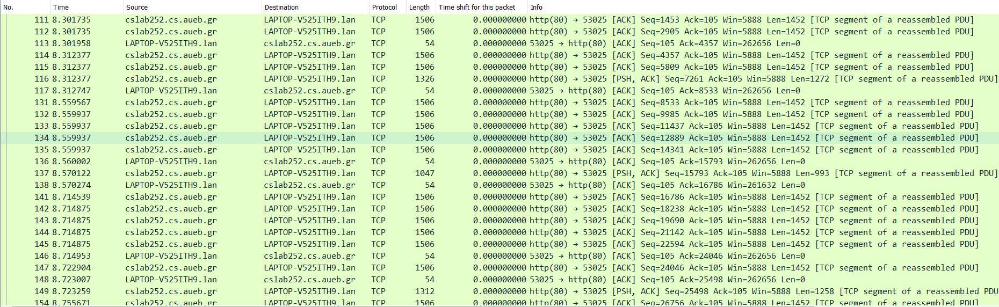 No. Time Source Destination Protocol Length Time shift for this packet Info
111 8.301735 cslab252.cs.aueb.gr LAPTOP-V525ITH9.lan TCP 1506 0.000000000 http(80) → 53025 [ACK] Seq=1453 Ack=105 Win=5888 Len=1452 [TCP segment of a reassembled PDU]
112 8.301735 cslab252.cs.aueb.gr LAPTOP-V525ITH9.lan TCP 1506 0.000000000 http(80) → 53025 [ACK] Seq=2905 Ack=105 Win=5888 Len=1452 [TCP segment of a reassembled PDU]
113 8.301958 LAPTOP-V525ITH9.lan cslab252.cs.aueb.gr TCP 54 0.000000000 53025 → http(80) [ACK] Seq=105 Ack=4357 Win=262656 Len=0
114 8.312377 cslab252.cs.aueb.gr LAPTOP-V525ITH9.lan TCP 1506 0.000000000 http(80) → 53025 [ACK] Seq=4357 Ack=105 Win=5888 Len=1452 [TCP segment of a reassembled PDU]
115 8.312377 cslab252.cs.aueb.gr LAPTOP-V525ITH9.lan TCP 1506 0.000000000 http(80) → 53025 [ACK] Seq=5809 Ack=105 Win=5888 Len=1452 [TCP segment of a reassembled PDU]
116 8.312377 cslab252.cs.aueb.gr LAPTOP-V525ITH9.lan TCP 1326 0.000000000 http(80) → 53025 [PSH, ACK] Seq=7261 Ack=105 Win=5888 Len=1272 [TCP segment of a reassembled PDU]
117 8.312747 LAPTOP-V525ITH9.lan cslab252.cs.aueb.gr TCP 54 0.000000000 53025 → http(80) [ACK] Seq=105 Ack=8533 Win=262656 Len=0
131 8.559567 cslab252.cs.aueb.gr LAPTOP-V525ITH9.lan TCP 1506 0.000000000 http(80) → 53025 [ACK] Seq=8533 Ack=105 Win=5888 Len=1452 [TCP segment of a reassembled PDU]
132 8.559937 cslab252.cs.aueb.gr LAPTOP-V525ITH9.lan TCP 1506 0.000000000 http(80) → 53025 [ACK] Seq=9985 Ack=105 Win=5888 Len=1452 [TCP segment of a reassembled PDU]
133 8.559937 cslab252.cs.aueb.gr LAPTOP-V525ITH9.lan TCP 1506 0.000000000 http(80) → 53025 [ACK] Seq=11437 Ack=105 Win=5888 Len=1452 [TCP segment of a reassembled PDU]
134 8.559937 cslab252.cs.aueb.gr LAPTOP-V525ITH9.lan TCP 1506 0.000000000 http(80) → 53025 [ACK] Seq=12889 Ack=105 Win=5888 Len=1452 [TCP segment of a reassembled PDU]
135 8.559937 cslab252.cs.aueb.gr LAPTOP-V525ITH9.lan TCP 1506 0.000000000 http(80) → 53025 [ACK] Seq=14341 Ack=105 Win=5888 Len=1452 [TCP segment of a reassembled PDU]
136 8.560002 LAPTOP-V525ITH9.lan cslab252.cs.aueb.gr TCP 54 0.000000000 53025 → http(80) [ACK] Seq=105 Ack=15793 Win=262656 Len=0
137 8.570122 cslab252.cs.aueb.gr LAPTOP-V525ITH9.lan TCP 1047 0.000000000 http(80) → 53025 [PSH, ACK] Seq=15793 Ack=105 Win=5888 Len=993 [TCP segment of a reassembled PDU]
138 8.570274 LAPTOP-V525ITH9.lan cslab252.cs.aueb.gr TCP 54 0.000000000 53025 → http(80) [ACK] Seq=105 Ack=16786 Win=261632 Len=0
141 8.714539 cslab252.cs.aueb.gr LAPTOP-V525ITH9.lan TCP 1506 0.000000000 http(80) → 53025 [ACK] Seq=16786 Ack=105 Win=5888 Len=1452 [TCP segment of a reassembled PDU]
142 8.714875 cslab252.cs.aueb.gr LAPTOP-V525ITH9.lan TCP 1506 0.000000000 http(80) → 53025 [ACK] Seq=18238 Ack=105 Win=5888 Len=1452 [TCP segment of a reassembled PDU]
143 8.714875 cslab252.cs.aueb.gr LAPTOP-V525ITH9.lan TCP 1506 0.000000000 http(80) → 53025 [ACK] Seq=19690 Ack=105 Win=5888 Len=1452 [TCP segment of a reassembled PDU]
144 8.714875 cslab252.cs.aueb.gr LAPTOP-V525ITH9.lan TCP 1506 0.000000000 http(80) → 53025 [ACK] Seq=21142 Ack=105 Win=5888 Len=1452 [TCP segment of a reassembled PDU]
145 8.714875 cslab252.cs.aueb.gr LAPTOP-V525ITH9.lan TCP 1506 0.000000000 http(80) → 53025 [ACK] Seq=22594 Ack=105 Win=5888 Len=1452 [TCP segment of a reassembled PDU]
146 8.714953 LAPTOP-V525ITH9.lan cslab252.cs.aueb.gr TCP 54 0.000000000 53025 → http(80) [ACK] Seq=105 Ack=24046 Win=262656 Len=0
147 8.722904 cslab252.cs.aueb.gr LAPTOP-V525ITH9.lan TCP 1506 0.000000000 http(80) → 53025 [ACK] Seq=24046 Ack=105 Win=5888 Len=1452 [TCP segment of a reassembled PDU]
148 8.723007 LAPTOP-V525ITH9.lan cslab252.cs.aueb.gr TCP 54 0.000000000 53025 → http(80) [ACK] Seq=105 Ack=25498 Win=262656 Len=0
149 8.723259 cslab252.cs.aueb.gr LAPTOP-V525ITH9.lan TCP 1312 0.000000000 http(80) → 53025 [PSH, ACK] Seq=25498 Ack=105 Win=5888 Len=1258 [TCP segment of a reassembled PDU
154 8.755671 cslab252.cs.aueb.gr LAPTOP-V525ITH9.lan TCP 1506 0.000000000 http(80) → 53025 [ACK] Seq=26756 Ack=105 Win=5888 Len=1452 [TCP segment of a reassembled PDU]